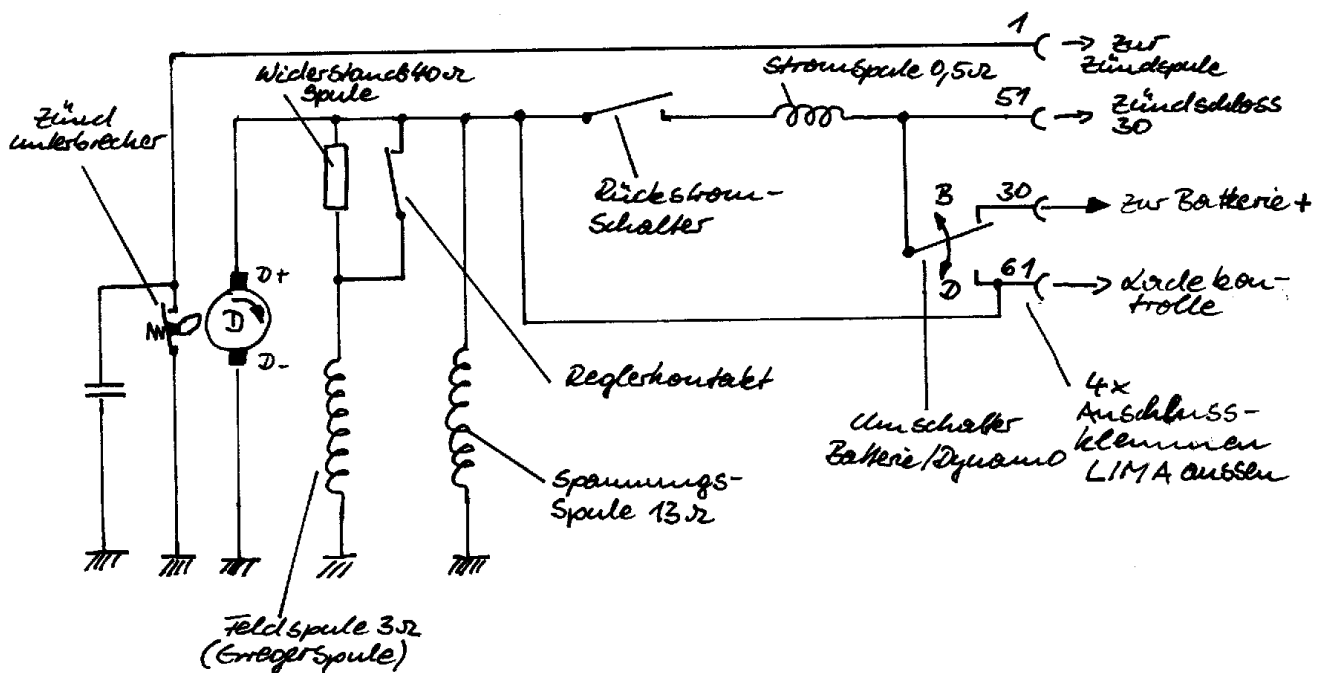 1
→ zur
Zündspule
Widerstands 40Ω
Spule
Stromspule 0,5Ω
51
→ Zündschloss
30
Zünd
unterbrecher
Rückstrom-
Schalter
B
30
→ zur Batterie +
D+
D
D-
D
61
→ Ladekon-
trolle
Reglerkontakt
4x
Anschluss-
klemmen
LIMA aussen
Umschalter
Batterie/Dynamo
Spannungs-
Spule 13Ω
Feldspule 3Ω
(Erregerspule)